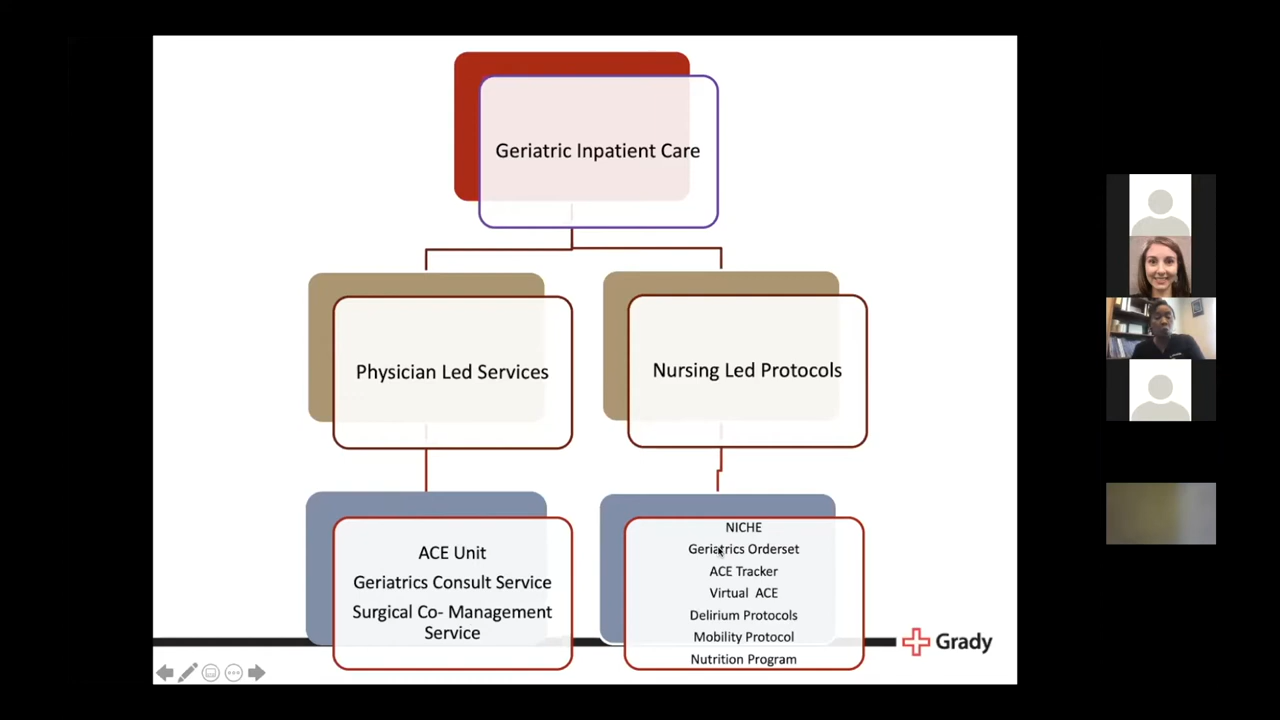 Geriatric Inpatient Care
Physician Led Services
Nursing Led Protocols
ACE Unit
Geriatrics Consult Service
Surgical Co- Management
Service
NICHE
Geriatrics Orderset
ACE Tracker
Virtual ACE
Delirium Protocols
Mobility Protocol
Nutrition Program
Grady